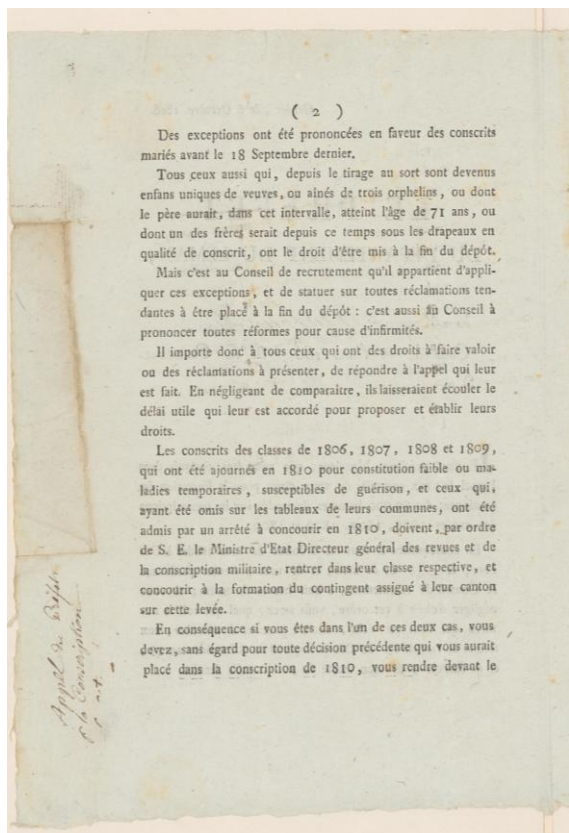 ( 2 )
Des exceptions ont été prononcées en faveur des conscrits
mariés avant le 18 Septembre dernier.
Tous ceux aussi qui, depuis le tirage au sort sont devenus
enfans uniques de veuves, ou aînés de trois orphelins, ou dont
le père aurait, dans cet intervalle, atteint l'âge de 71 ans, ou
dont un des frères serait depuis ce temps sous les drapeaux en
qualité de conscrit, ont le droit d'être mis à la fin du dépôt.
Mais c'est au Conseil de recrutement qu'il appartient d'appli-
quer ces exceptions, et de statuer sur toutes réclamations ten-
dantes à être placé à la fin du dépôt : c'est aussi au Conseil à
prononcer toutes réformes pour cause d'infirmités.
Il importe donc à tous ceux qui ont des droits à faire valoir
ou des réclamations à présenter, de répondre à l'appel qui leur
est fait. En négligeant de comparaître, ils laisseraient écouler le
délai utile qui leur est accordé pour proposer et établir leurs
droits.
Les conscrits des classes de 1806, 1807, 1808 et 1809,
qui ont été ajournés en 1810 pour constitution faible ou ma-
ladies temporaires, susceptibles de guérison, et ceux qui,
ayant été omis sur les tableaux de leurs communes, ont été
admis par un arrêté à concourir en 1810, doivent, par ordre
de S. E. le Ministre d'Etat Directeur général des revues et de
la conscription militaire, rentrer dans leur classe respective, et
concourir à la formation du contingent assigné à leur canton
sur cette levée.
En conséquence si vous êtes dans l'un de ces deux cas, vous
devez, sans égard pour toute décision précédente qui vous aurait
placé dans la conscription de 1810, vous rendre devant le
Appel du
la Conscription